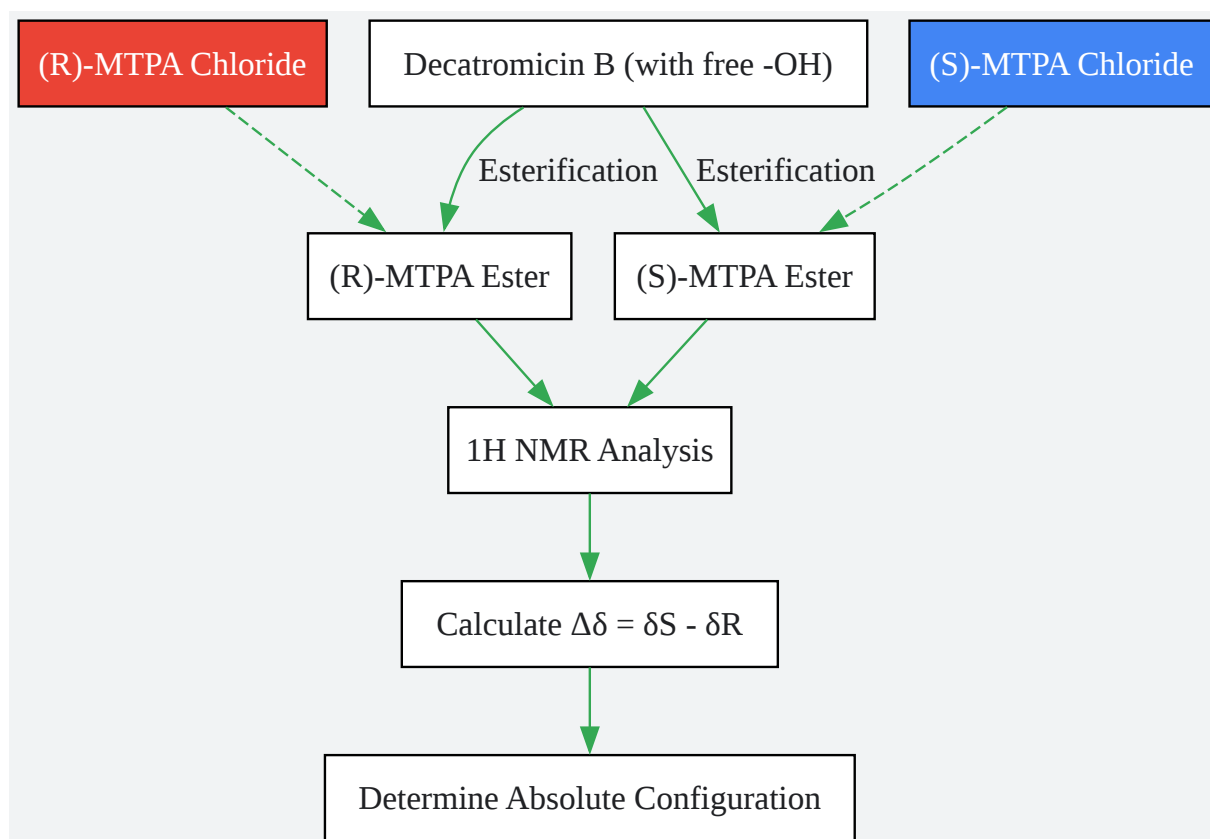 (R)-MTPA Chloride
Decatromicin B (with free -OH)
(S)-MTPA Chloride
Esterification
Esterification
(R)-MTPA Ester
(S)-MTPA Ester
1H NMR Analysis
Calculate Δδ = δS - δR
Determine Absolute Configuration